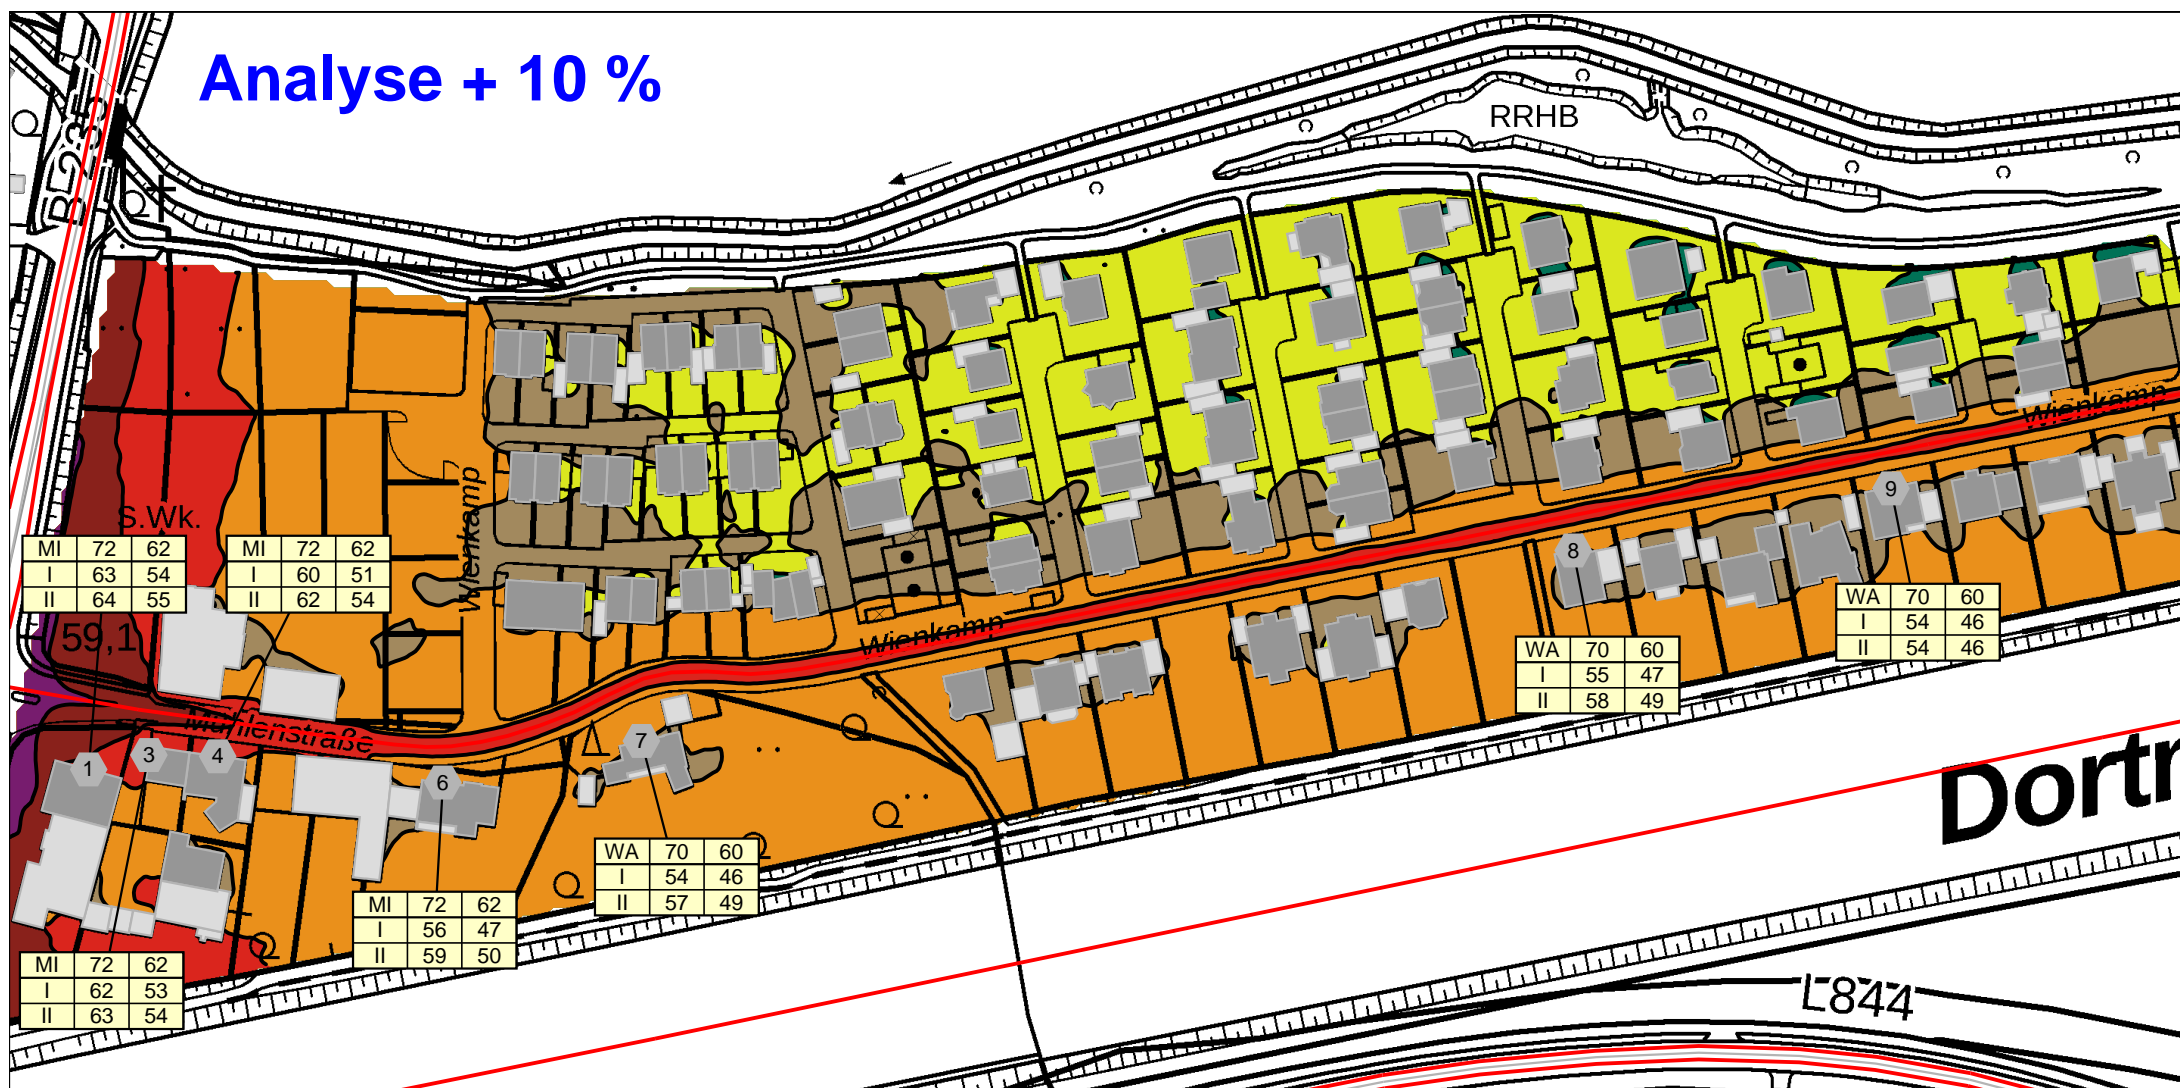 Analyse + 10 %
RRHB
B 235
S.Wk.
Wienkamp
Wienkamp
MI 72 62
I 63 54
II 64 55
MI 72 62
I 60 51
II 62 54
59,1
Wienkamp
Mühlenstraße
1
3
4
6
7
8
9
WA 70 60
I 54 46
II 54 46
WA 70 60
I 55 47
II 58 49
WA 70 60
I 54 46
II 57 49
MI 72 62
I 56 47
II 59 50
MI 72 62
I 62 53
II 63 54
Dortr
L844